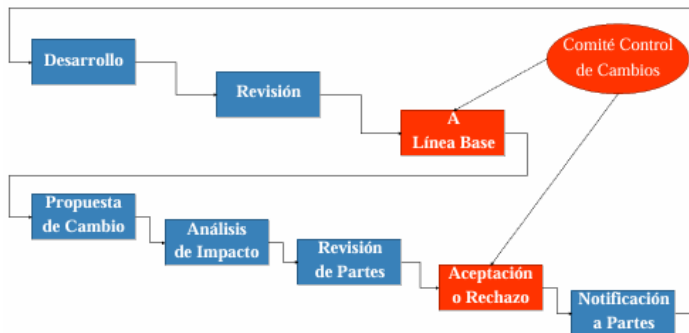 Desarrollo
Revisión
A
Línea Base
Comité Control
de Cambios
Propuesta
de Cambio
Análisis
de Impacto
Revisión
de Partes
Aceptación
o Rechazo
Notificación
a Partes